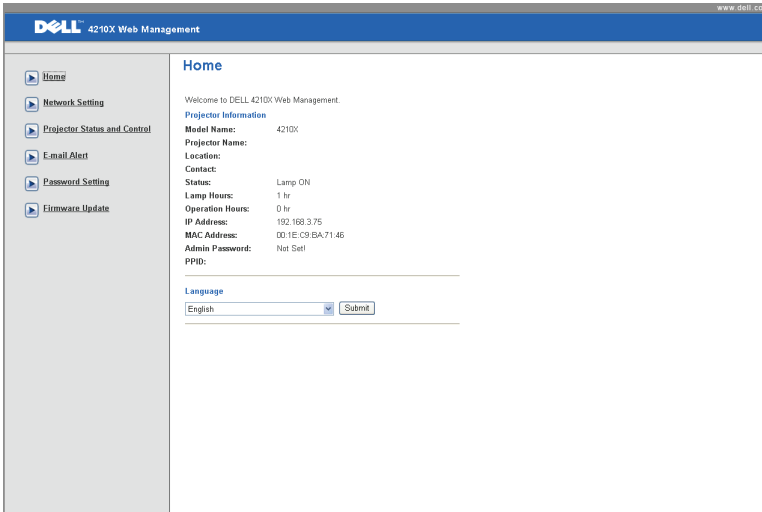 www.dell.co
DELL™ 4210X Web Management
Home
Network Setting
Projector Status and Control
E-mail Alert
Password Setting
Firmware Update
Home
Welcome to DELL 4210X Web Management.
Projector Information
Model Name: 4210X
Projector Name:
Location:
Contact:
Status: Lamp ON
Lamp Hours: 1 hr
Operation Hours: 0 hr
IP Address: 192.168.3.75
MAC Address: 00:1E:C9:BA:71:46
Admin Password: Not Set!
PPID:
Language
English Submit